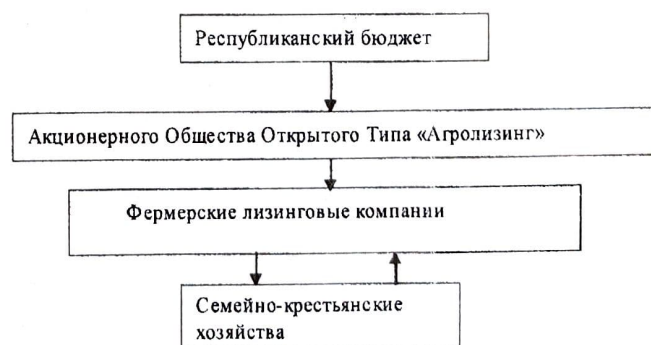 Республиканский бюджет
Акционерного Общества Открытого Типа «Агролизинг»
Фермерские лизинговые компании
Семейно-крестьянские
хозяйства